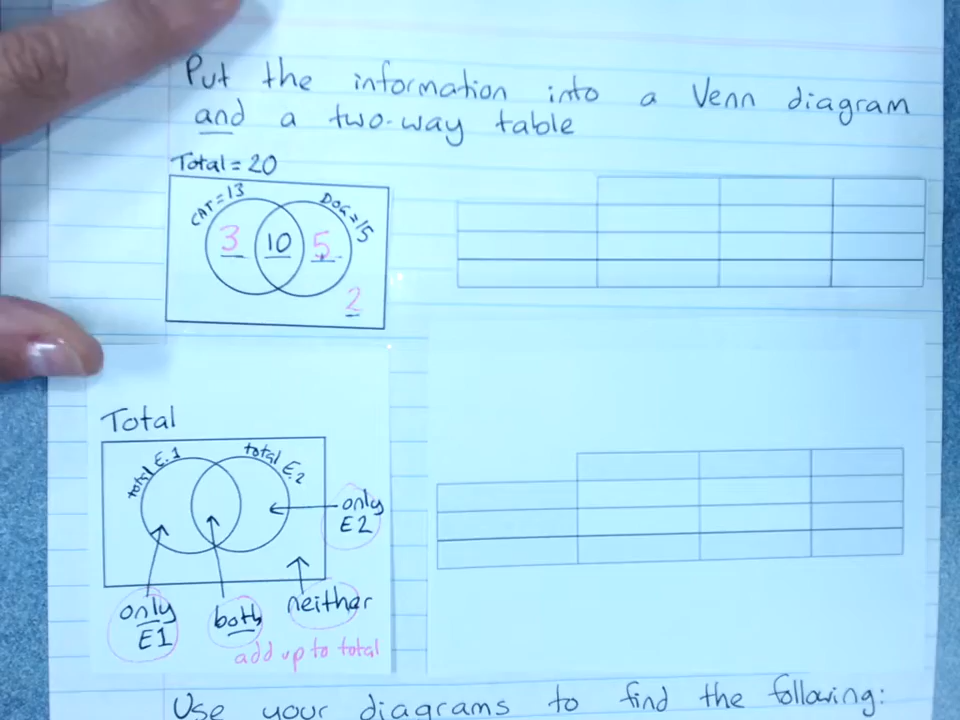 Put the information into a Venn diagram
and a two-way table
Total = 20
CAT = 13
DOG = 15
3 10 5
2
Total
total E.1
total E.2
only
E2
only
E1
both
neither
add up to total
Use your diagrams to find the following: